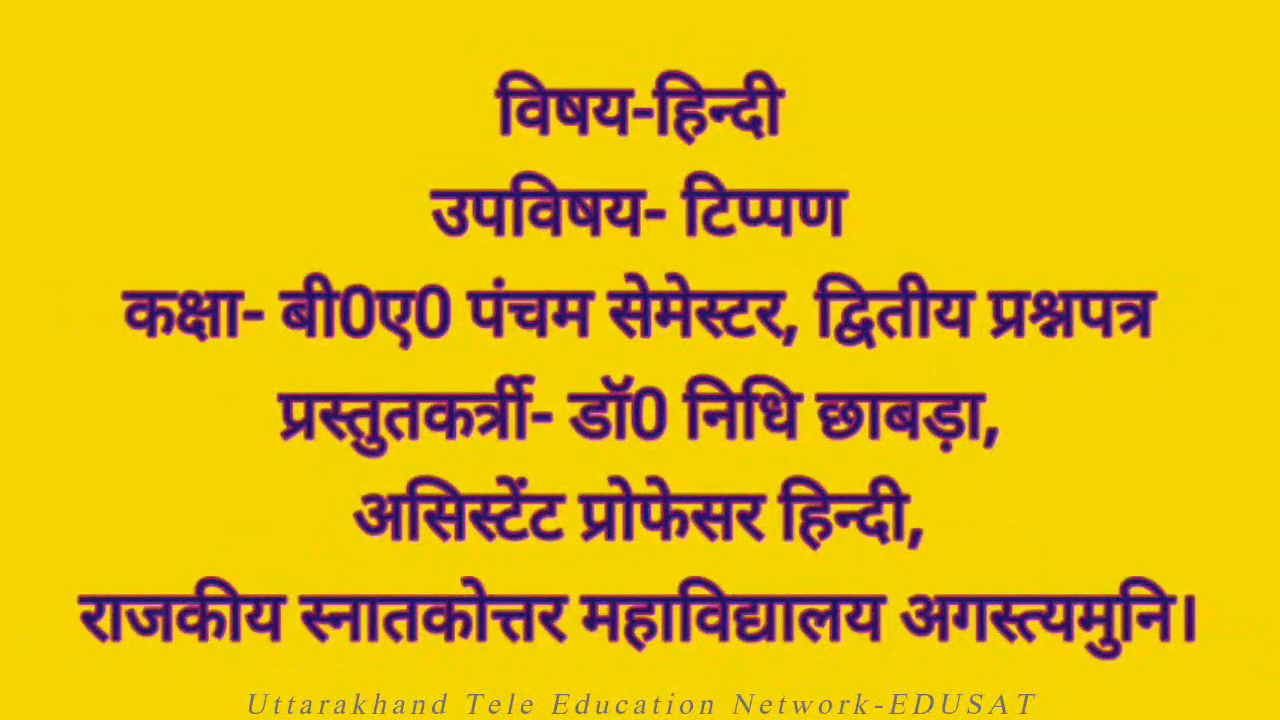 विषय-हिन्दी
उपविषय- टिप्पण
कक्षा- बी0ए0 पंचम सेमेस्टर, द्वितीय प्रश्नपत्र
प्रस्तुतकर्त्री- डॉ0 निधि छाबड़ा,
असिस्टेंट प्रोफेसर हिन्दी,
राजकीय स्नातकोत्तर महाविद्यालय अगस्त्यमुनि।
Uttarakhand Tele Education Network-EDUSAT